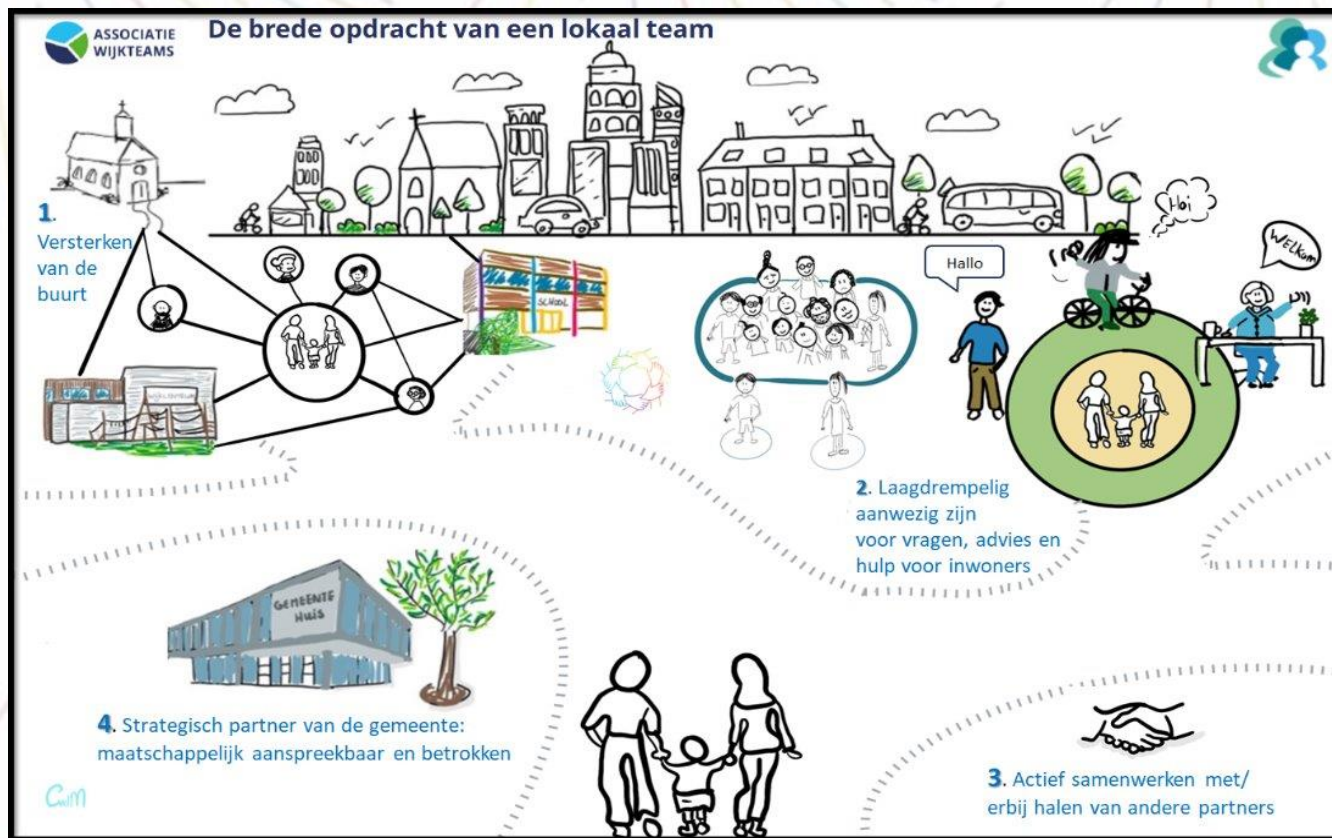 ASSOCIATIE
WIJKTEAMS
De brede opdracht van een lokaal team
1.
Versterken
van de
buurt
SCHOOL
Hallo
Hoi
WELKOM
2. Laagdrempelig
aanwezig zijn
voor vragen, advies en
hulp voor inwoners
GEMEENTE
HUIS
4. Strategisch partner van de gemeente:
maatschappelijk aanspreekbaar en betrokken
3. Actief samenwerken met/
erbij halen van andere partners